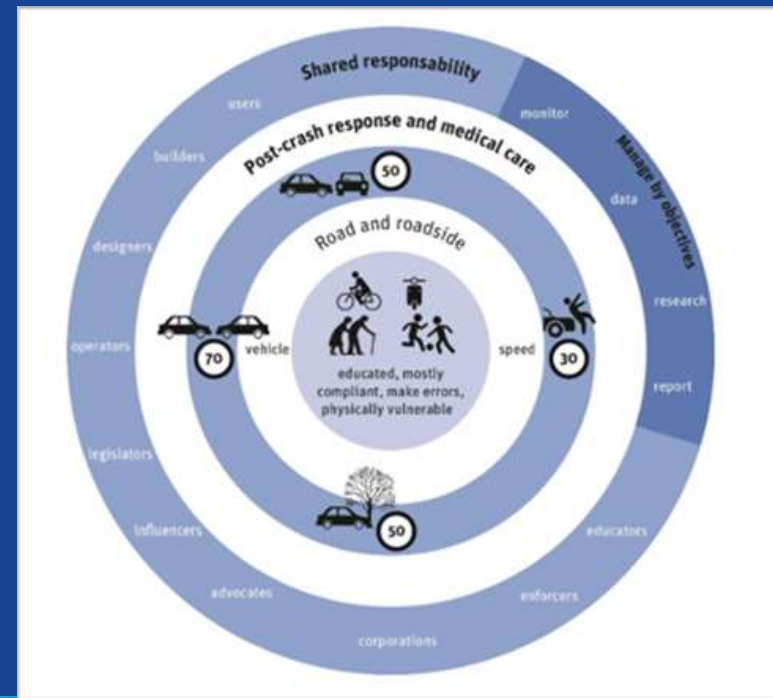 Shared responsability
users
monitor
builders
Post-crash response and medical care
Manage by objectives
50
data
designers
Road and roadside
research
operators
70
vehicle
speed
30
educated, mostly
compliant, make errors,
physically vulnerable
report
legislators
influencers
50
educators
advocates
enforcers
corporations